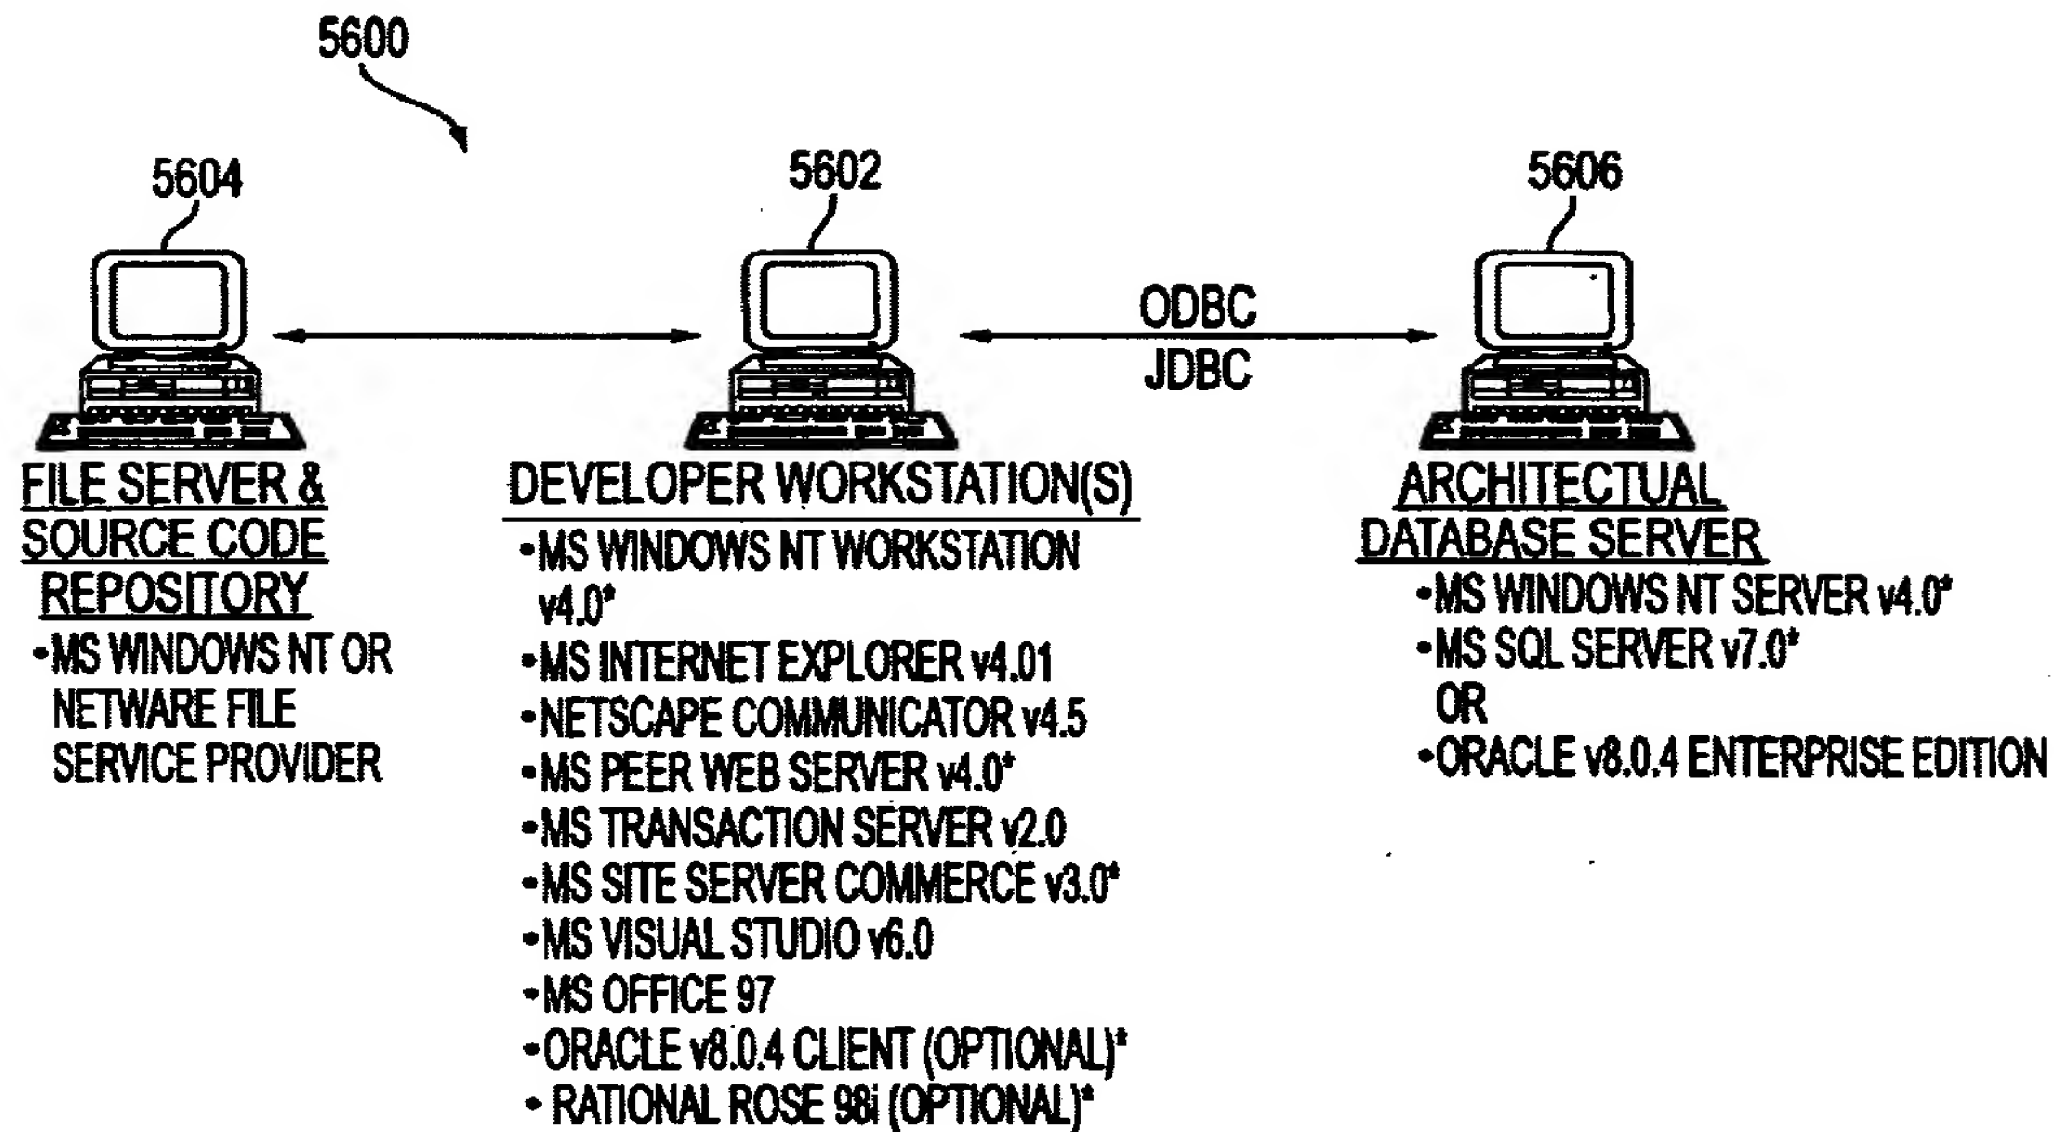 5600
5604
5602
5606
ODBC
JDBC
FILE SERVER &
SOURCE CODE
REPOSITORY
•MS WINDOWS NT OR
NETWARE FILE
SERVICE PROVIDER
DEVELOPER WORKSTATION(S)
•MS WINDOWS NT WORKSTATION
v4.0*
•MS INTERNET EXPLORER v4.01
•NETSCAPE COMMUNICATOR v4.5
•MS PEER WEB SERVER v4.0*
•MS TRANSACTION SERVER v2.0
•MS SITE SERVER COMMERCE v3.0*
•MS VISUAL STUDIO v6.0
•MS OFFICE 97
•ORACLE v8.0.4 CLIENT (OPTIONAL)*
• RATIONAL ROSE 98i (OPTIONAL)*
ARCHITECTUAL
DATABASE SERVER
•MS WINDOWS NT SERVER v4.0*
•MS SQL SERVER v7.0*
OR
•ORACLE v8.0.4 ENTERPRISE EDITION